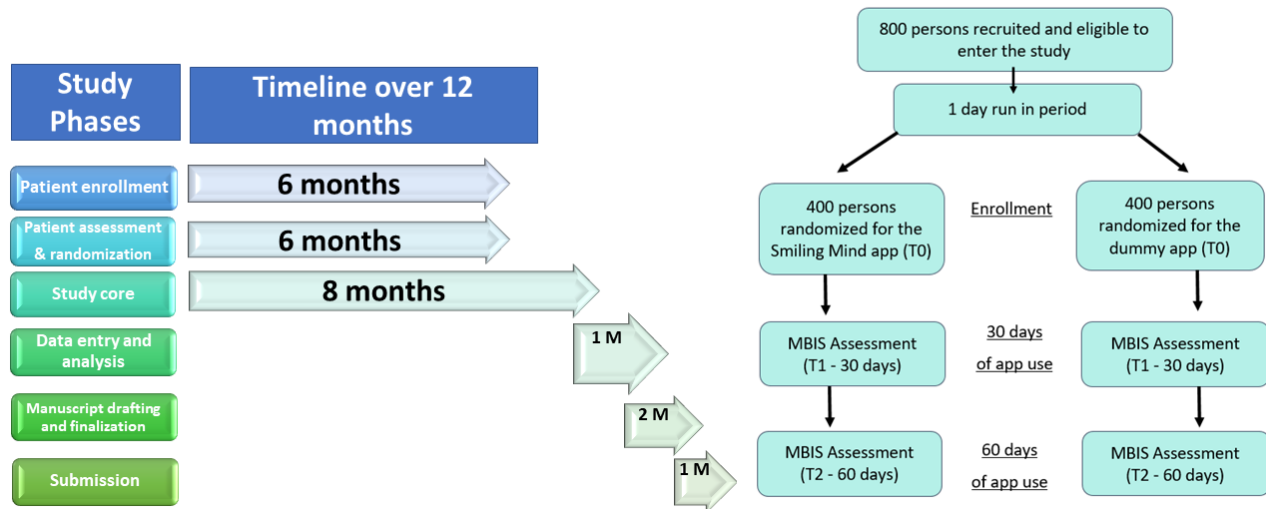 Study
Phases
Timeline over 12
months
Patient enrollment
6 months
Patient assessment
& randomization
6 months
Study core
8 months
Data entry and
analysis
1 M
Manuscript drafting
and finalization
2 M
Submission
1 M
800 persons recruited and eligible to
enter the study
1 day run in period
400 persons
randomized for the
Smiling Mind app (T0)
Enrollment
400 persons
randomized for the
dummy app (T0)
MBIS Assessment
(T1 - 30 days)
30 days
of app use
MBIS Assessment
(T1 - 30 days)
MBIS Assessment
(T2 - 60 days)
60 days
of app use
MBIS Assessment
(T2 - 60 days)